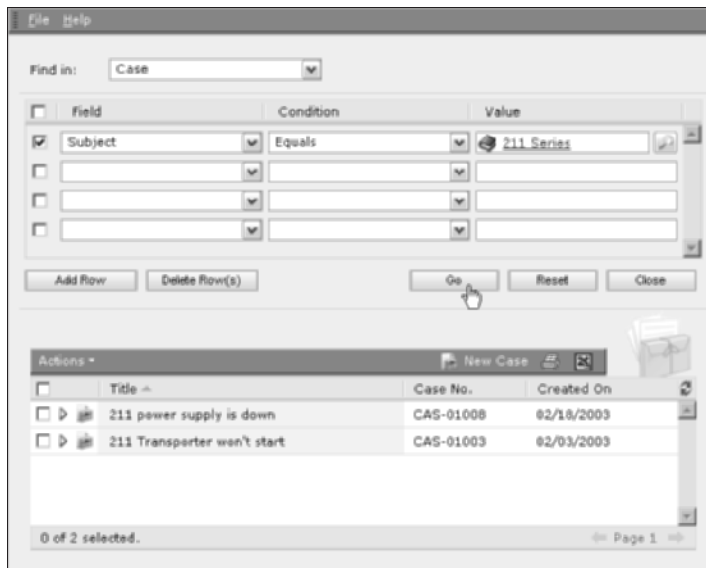 File Help
Find in: Case
Field Condition Value
Subject Equals 211 Series
Add Row Delete Row(s) Go Reset Close
Actions New Case
Title Case No. Created On
211 power supply is down CAS-01008 02/18/2003
211 Transporter won't start CAS-01003 02/03/2003
0 of 2 selected. Page 1